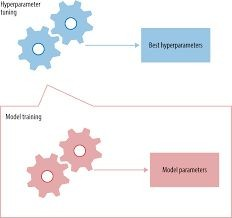 Hyperparameter
tuning
Best hyperparameters
Model training
Model parameters